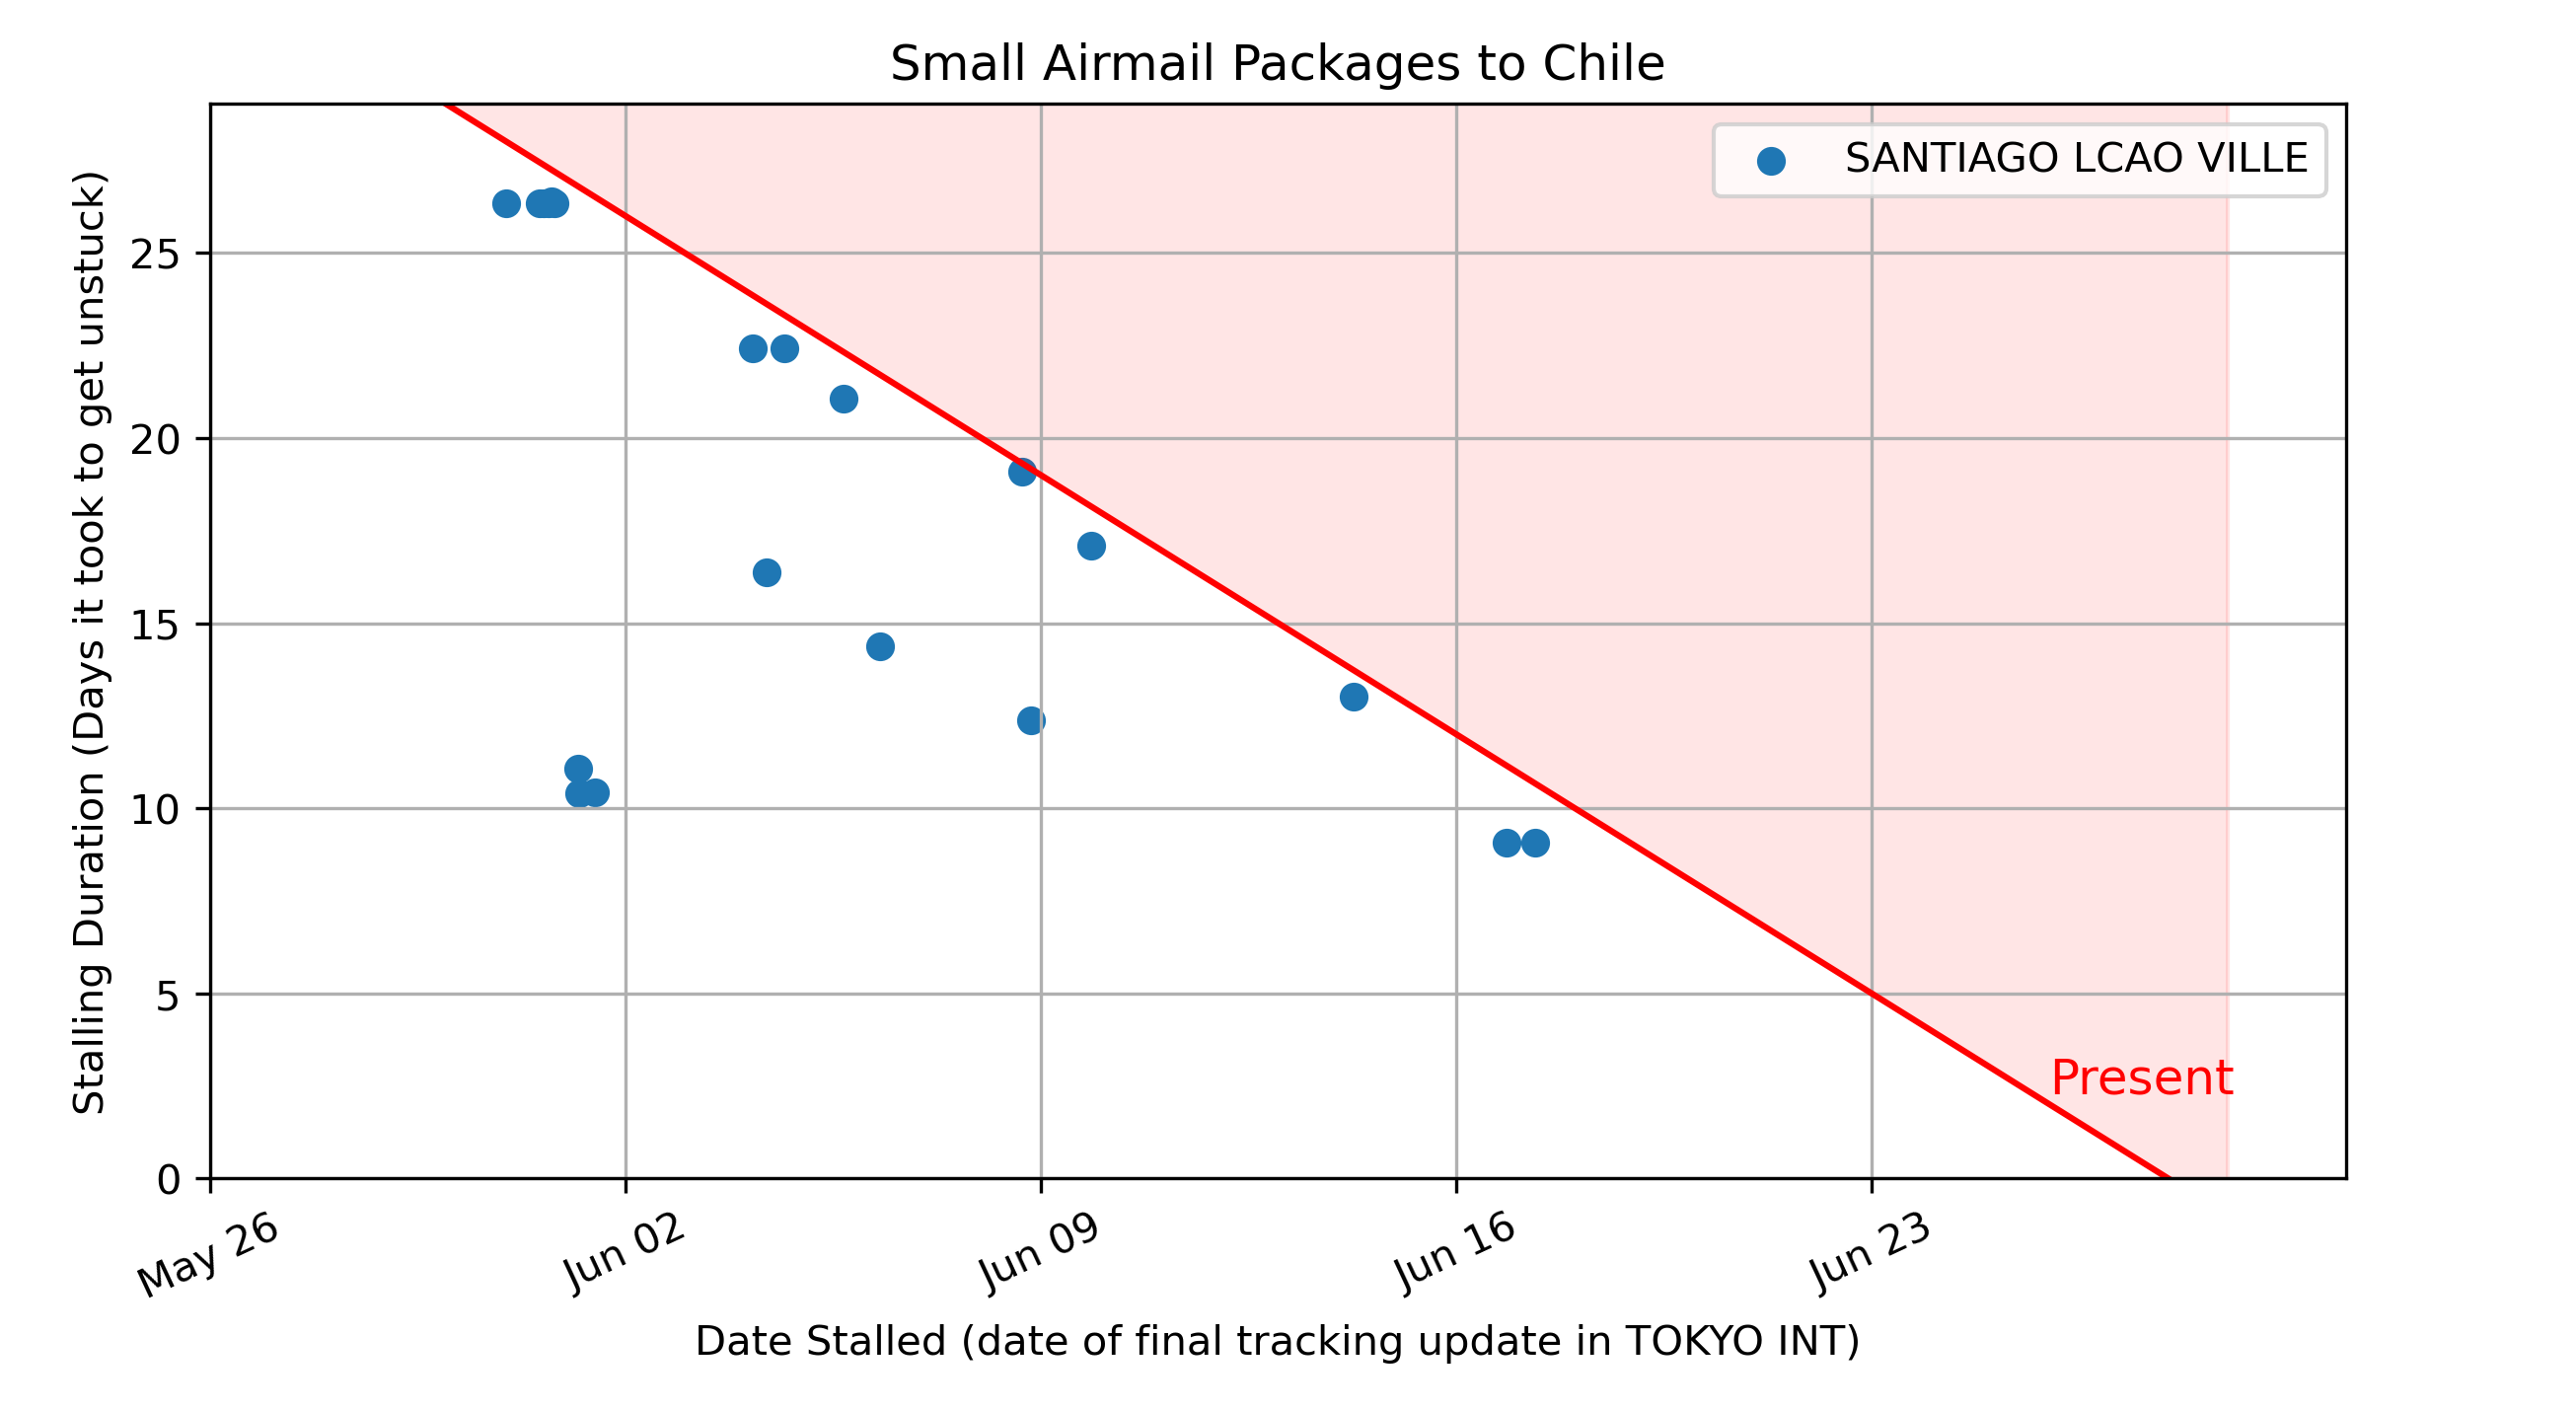 Small Airmail Packages to Chile
SANTIAGO LCAO VILLE
Stalling Duration (Days it took to get unstuck)
25
20
15
10
5
0
Present
May 26
Jun 02
Jun 09
Jun 16
Jun 23
Date Stalled (date of final tracking update in TOKYO INT)